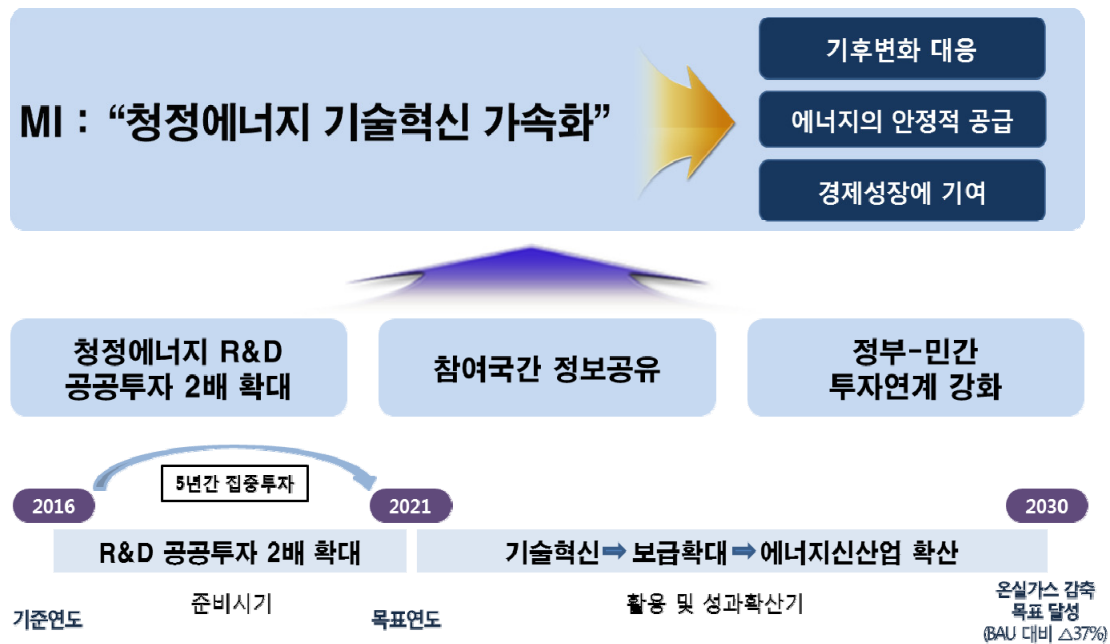 MI : “청정에너지 기술혁신 가속화”
기후변화 대응
에너지의 안정적 공급
경제성장에 기여
청정에너지 R&D
공공투자 2배 확대
참여국간 정보공유
정부-민간
투자연계 강화
5년간 집중투자
2016
2021
2030
R&D 공공투자 2배 확대
기술혁신➡보급확대➡에너지신산업 확산
준비시기
활용 및 성과확산기
기준연도
목표연도
온실가스 감축
목표 달성
(BAU 대비 △37%)